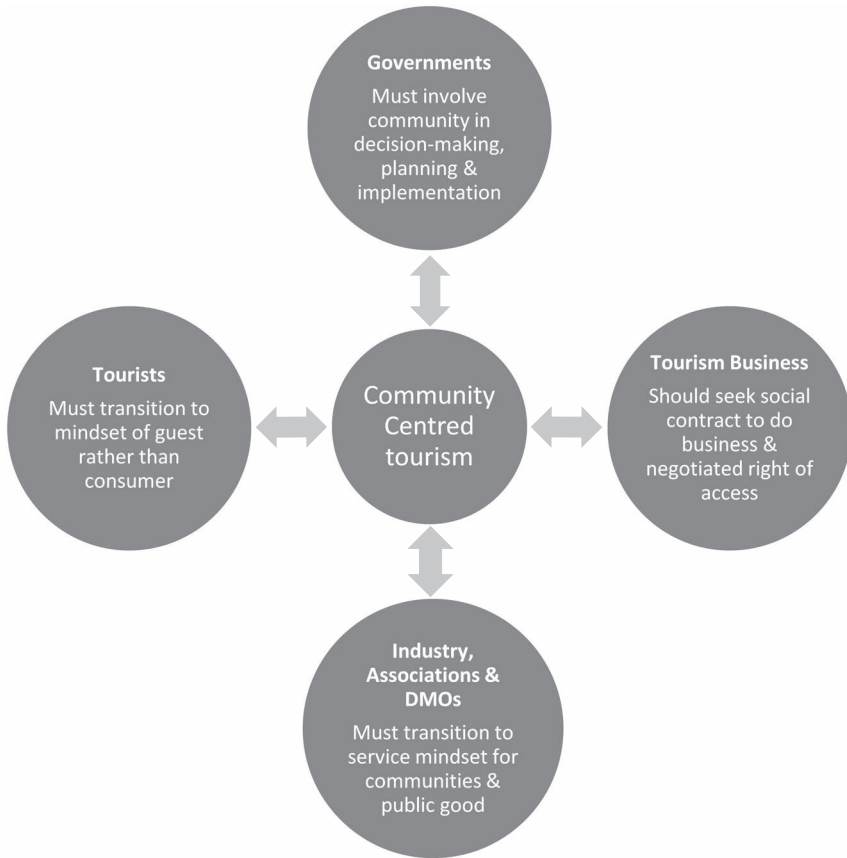 Governments
Must involve
community in
decision-making,
planning &
implementation
Tourists
Must transition to
mindset of guest
rather than
consumer
Community
Centred
tourism
Tourism Business
Should seek social
contract to do
business &
negotiated right of
access
Industry,
Associations &
DMOs
Must transition to
service mindset for
communities &
public good